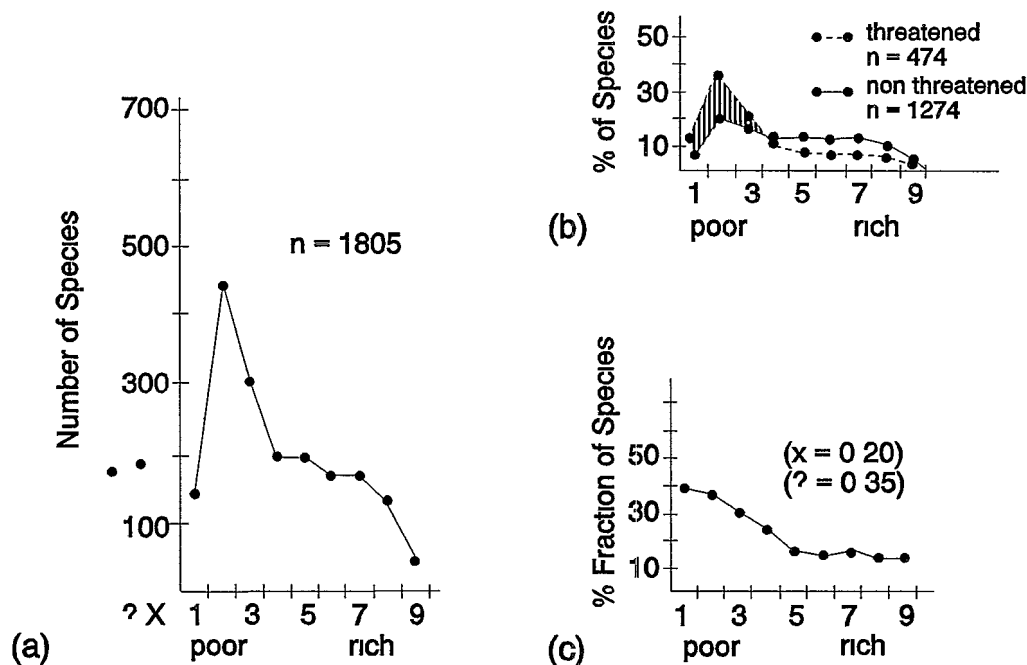 700
500
300
100
Number of Species
n = 1805
? X 1 3 5 7 9
poor rich
(a)
50
30
10
% of Species
threatened
n = 474
non threatened
n = 1274
1 3 5 7 9
poor rich
(b)
50
30
10
% Fraction of Species
(x = 0 20)
(? = 0 35)
1 3 5 7 9
poor rich
(c)